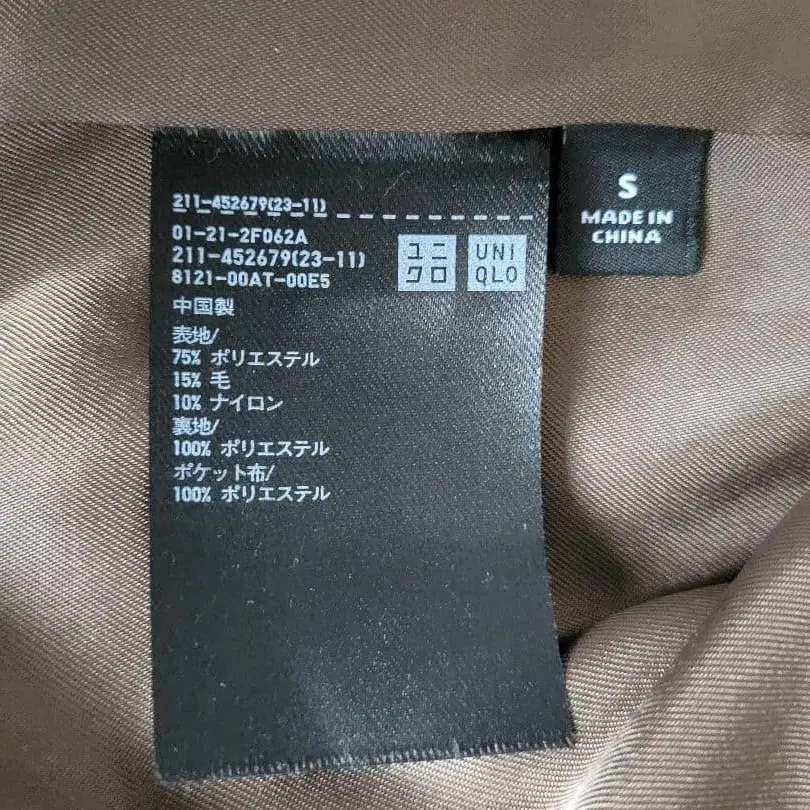 211-452679(23-11)
01-21-2F062A
211-452679(23-11)
8121-00AT-00E5
中国製
表地/
75% ポリエステル
15% 毛
10% ナイロン
裏地/
100% ポリエステル
ポケット布/
100% ポリエステル
ユニ
クロ
UNI
QLO
S
MADE IN
CHINA